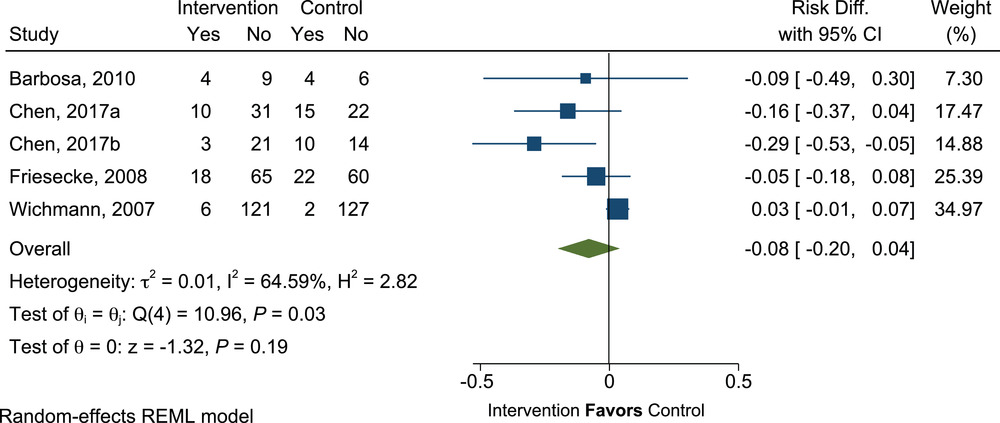 Intervention Control Risk Diff. Weight
Study Yes No Yes No with 95% CI (%)
Barbosa, 2010 4 9 4 6 -0.09 [ -0.49, 0.30] 7.30
Chen, 2017a 10 31 15 22 -0.16 [ -0.37, 0.04] 17.47
Chen, 2017b 3 21 10 14 -0.29 [ -0.53, -0.05] 14.88
Friesecke, 2008 18 65 22 60 -0.05 [ -0.18, 0.08] 25.39
Wichmann, 2007 6 121 2 127 0.03 [ -0.01, 0.07] 34.97
Overall -0.08 [ -0.20, 0.04]
Heterogeneity: τ² = 0.01, I² = 64.59%, H² = 2.82
Test of θᵢ = θⱼ: Q(4) = 10.96, P = 0.03
Test of θ = 0: z = -1.32, P = 0.19
-0.5 0 0.5
Intervention Favors Control
Random-effects REML model